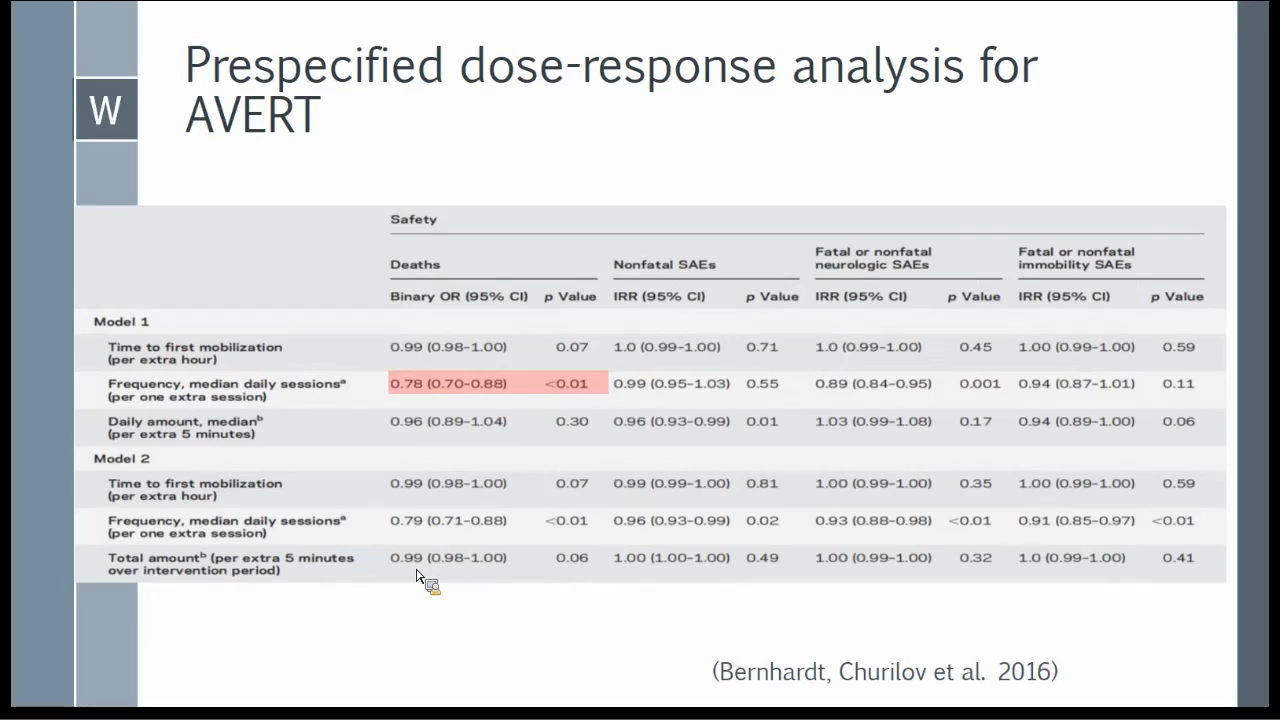 Prespecified dose-response analysis for
AVERT
W
Safety
Deaths Nonfatal SAEs Fatal or nonfatal neurologic SAEs Fatal or nonfatal immobility SAEs
Binary OR (95% CI) p Value IRR (95% CI) p Value IRR (95% CI) p Value IRR (95% CI) p Value
Model 1
Time to first mobilization (per extra hour) 0.99 (0.98–1.00) 0.07 1.0 (0.99–1.00) 0.71 1.0 (0.99–1.00) 0.45 1.00 (0.99–1.00) 0.59
Frequency, median daily sessionsª (per one extra session) 0.78 (0.70–0.88) <0.01 0.99 (0.95–1.03) 0.55 0.89 (0.84–0.95) 0.001 0.94 (0.87–1.01) 0.11
Daily amount, medianᵇ (per extra 5 minutes) 0.96 (0.89–1.04) 0.30 0.96 (0.93–0.99) 0.01 1.03 (0.99–1.08) 0.17 0.94 (0.89–1.00) 0.06
Model 2
Time to first mobilization (per extra hour) 0.99 (0.98–1.00) 0.07 0.99 (0.99–1.00) 0.81 1.00 (0.99–1.00) 0.35 1.00 (0.99–1.00) 0.59
Frequency, median daily sessionsª (per one extra session) 0.79 (0.71–0.88) <0.01 0.96 (0.93–0.99) 0.02 0.93 (0.88–0.98) <0.01 0.91 (0.85–0.97) <0.01
Total amountᵇ (per extra 5 minutes over intervention period) 0.99 (0.98–1.00) 0.06 1.00 (1.00–1.00) 0.49 1.00 (0.99–1.00) 0.32 1.0 (0.99–1.00) 0.41
(Bernhardt, Churilov et al. 2016)